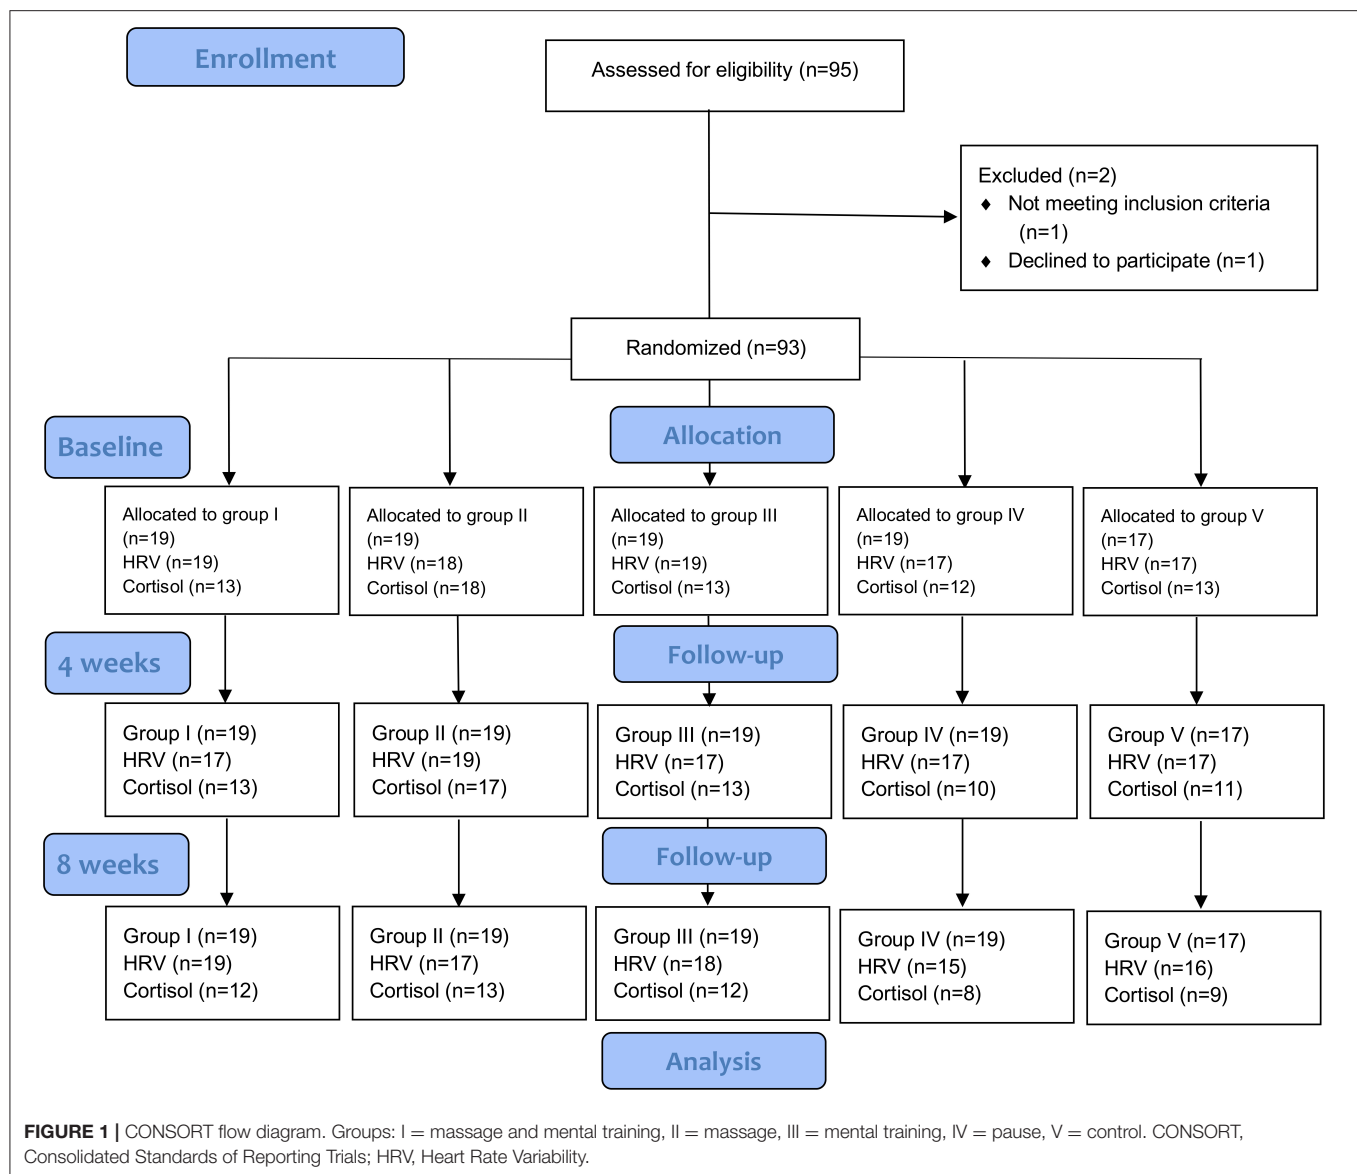 Enrollment
Assessed for eligibility (n=95)
Excluded (n=2)
♦ Not meeting inclusion criteria
(n=1)
♦ Declined to participate (n=1)
Randomized (n=93)
Baseline
Allocation
Allocated to group I
(n=19)
HRV (n=19)
Cortisol (n=13)
Allocated to group II
(n=19)
HRV (n=18)
Cortisol (n=18)
Allocated to group III
(n=19)
HRV (n=19)
Cortisol (n=13)
Allocated to group IV
(n=19)
HRV (n=17)
Cortisol (n=12)
Allocated to group V
(n=17)
HRV (n=17)
Cortisol (n=13)
4 weeks
Follow-up
Group I (n=19)
HRV (n=17)
Cortisol (n=13)
Group II (n=19)
HRV (n=19)
Cortisol (n=17)
Group III (n=19)
HRV (n=17)
Cortisol (n=13)
Group IV (n=19)
HRV (n=17)
Cortisol (n=10)
Group V (n=17)
HRV (n=17)
Cortisol (n=11)
8 weeks
Follow-up
Group I (n=19)
HRV (n=19)
Cortisol (n=12)
Group II (n=19)
HRV (n=17)
Cortisol (n=13)
Group III (n=19)
HRV (n=18)
Cortisol (n=12)
Group IV (n=19)
HRV (n=15)
Cortisol (n=8)
Group V (n=17)
HRV (n=16)
Cortisol (n=9)
Analysis
FIGURE 1 | CONSORT flow diagram. Groups: I = massage and mental training, II = massage, III = mental training, IV = pause, V = control. CONSORT,
Consolidated Standards of Reporting Trials; HRV, Heart Rate Variability.